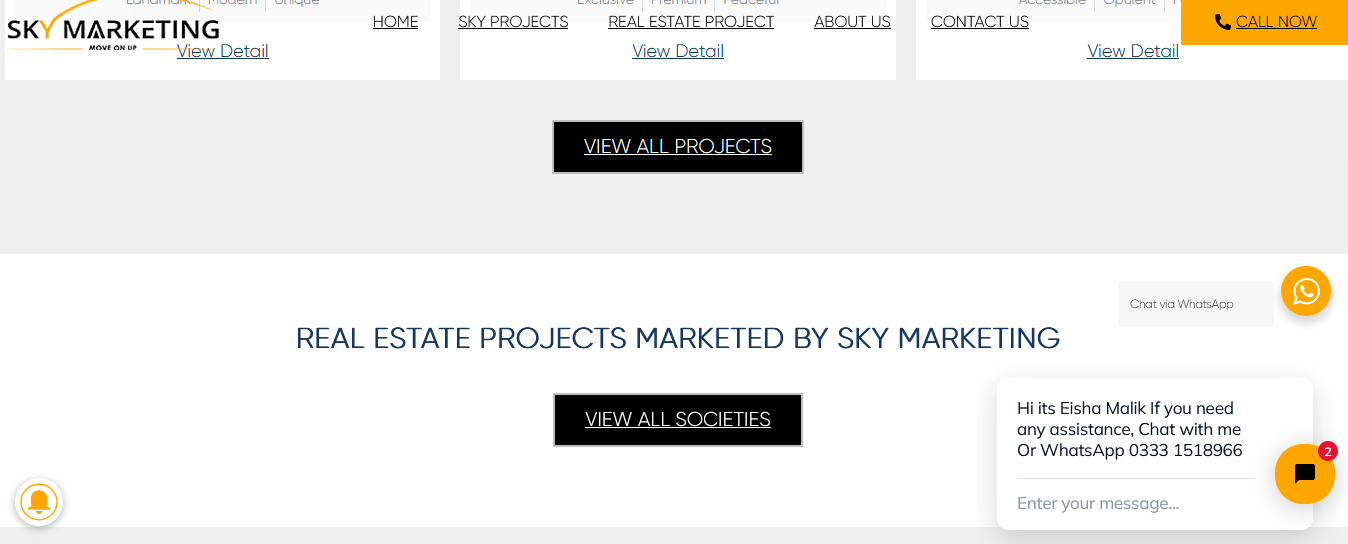 Landmark Modern Unique
Exclusive Premium Peaceful
Accessible Opulent
SKY MARKETING
MOVE ON UP
HOME
SKY PROJECTS
REAL ESTATE PROJECT
ABOUT US
CONTACT US
CALL NOW
View Detail
View Detail
View Detail
VIEW ALL PROJECTS
Chat via WhatsApp
REAL ESTATE PROJECTS MARKETED BY SKY MARKETING
VIEW ALL SOCIETIES
Hi its Eisha Malik If you need
any assistance, Chat with me
Or WhatsApp 0333 1518966
2
Enter your message...